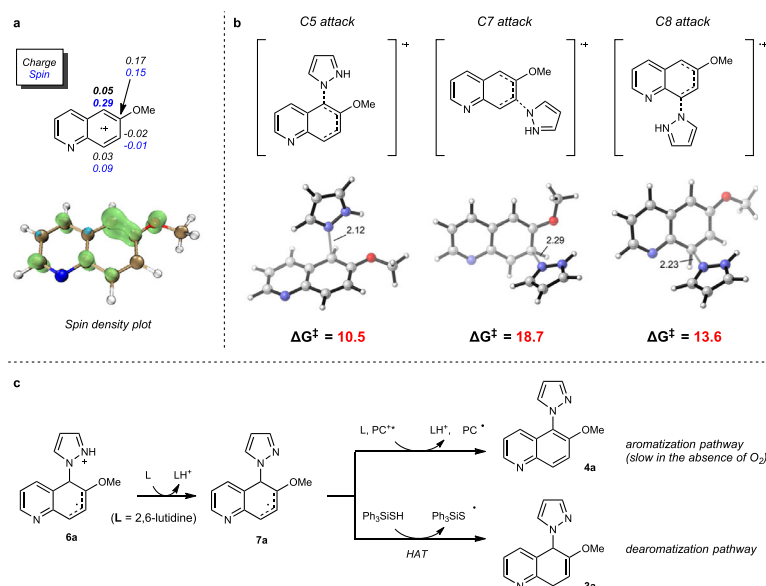 a
Charge
Spin
0.17
0.15
0.05
0.29
OMe
·+
N
-0.02
-0.01
0.03
0.09
Spin density plot
b
C5 attack
C7 attack
C8 attack
·+
·+
·+
N
NH
OMe
N
OMe
N
N
HN
OMe
N
N
HN
N
2.12
2.29
2.23
ΔG‡ = 10.5
ΔG‡ = 18.7
ΔG‡ = 13.6
c
NH
N
+
OMe
N
6a
L
LH+
(L = 2,6-lutidine)
N
N
OMe
N
7a
L, PC+•
LH+, PC•
N
N
OMe
N
4a
aromatization pathway
(slow in the absence of O2)
Ph3SiSH
Ph3SiS•
HAT
N
N
OMe
N
dearomatization pathway